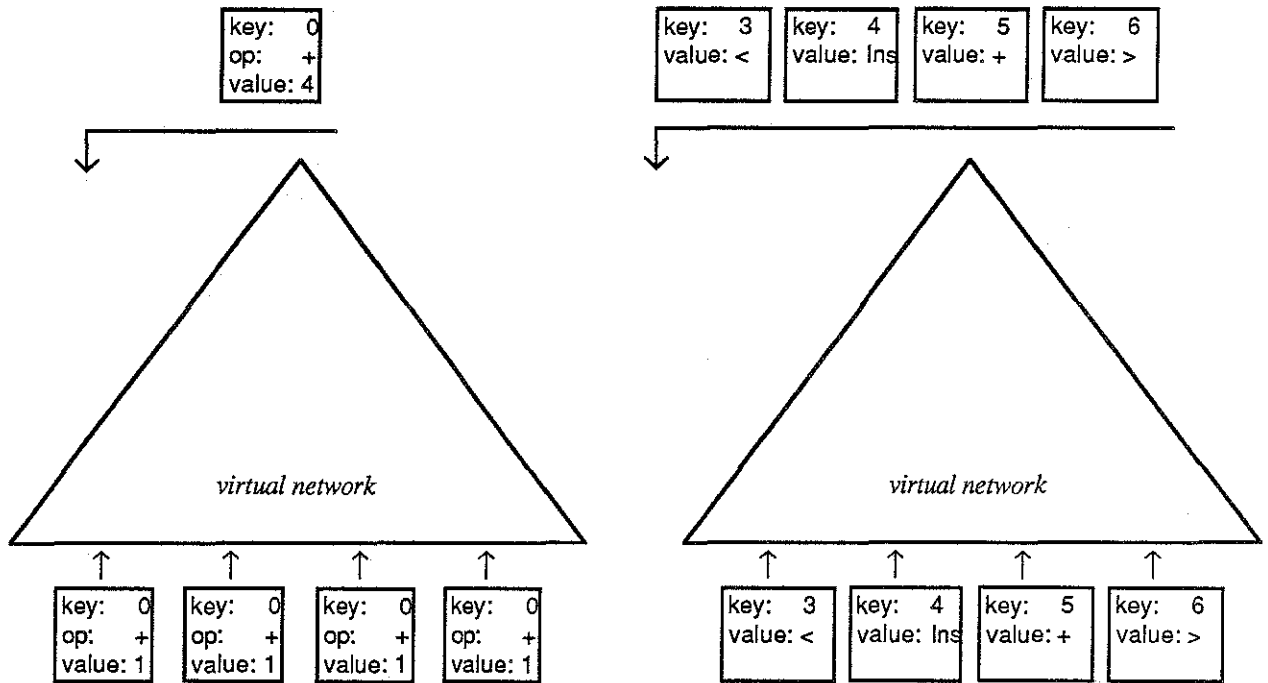 key: 0
op: +
value: 4
key: 3
value: <
key: 4
value: Ins
key: 5
value: +
key: 6
value: >
virtual network
virtual network
key: 0
op: +
value: 1
key: 0
op: +
value: 1
key: 0
op: +
value: 1
key: 0
op: +
value: 1
key: 3
value: <
key: 4
value: Ins
key: 5
value: +
key: 6
value: >